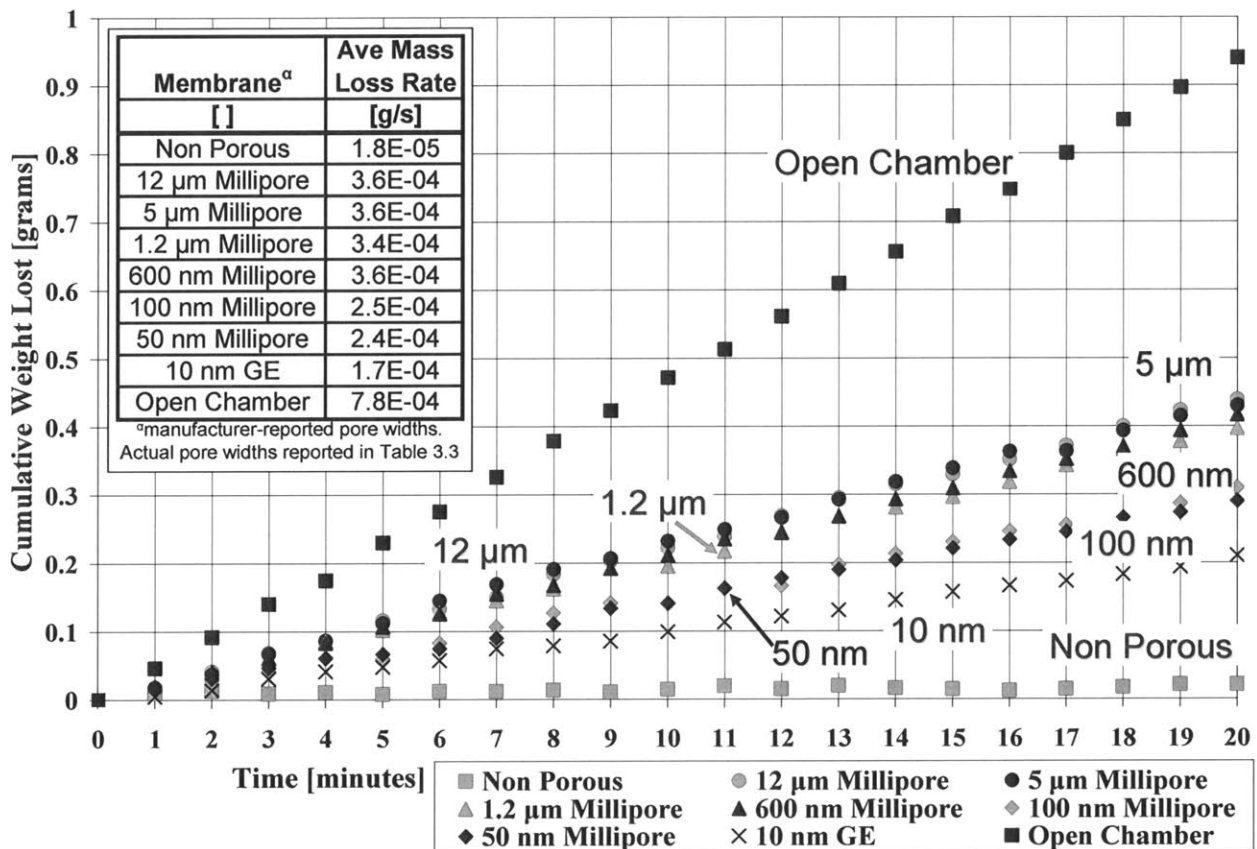 Cumulative Weight Lost [grams]
1
0.9
0.8
0.7
0.6
0.5
0.4
0.3
0.2
0.1
0
Membraneα Ave Mass Loss Rate
[ ] [g/s]
Non Porous 1.8E-05
12 µm Millipore 3.6E-04
5 µm Millipore 3.6E-04
1.2 µm Millipore 3.4E-04
600 nm Millipore 3.6E-04
100 nm Millipore 2.5E-04
50 nm Millipore 2.4E-04
10 nm GE 1.7E-04
Open Chamber 7.8E-04
αmanufacturer-reported pore widths.
Actual pore widths reported in Table 3.3
Open Chamber
5 µm
1.2 µm
600 nm
12 µm
100 nm
10 nm
50 nm
Non Porous
0 1 2 3 4 5 6 7 8 9 10 11 12 13 14 15 16 17 18 19 20
Time [minutes]
Non Porous 12 µm Millipore 5 µm Millipore
1.2 µm Millipore 600 nm Millipore 100 nm Millipore
50 nm Millipore 10 nm GE Open Chamber